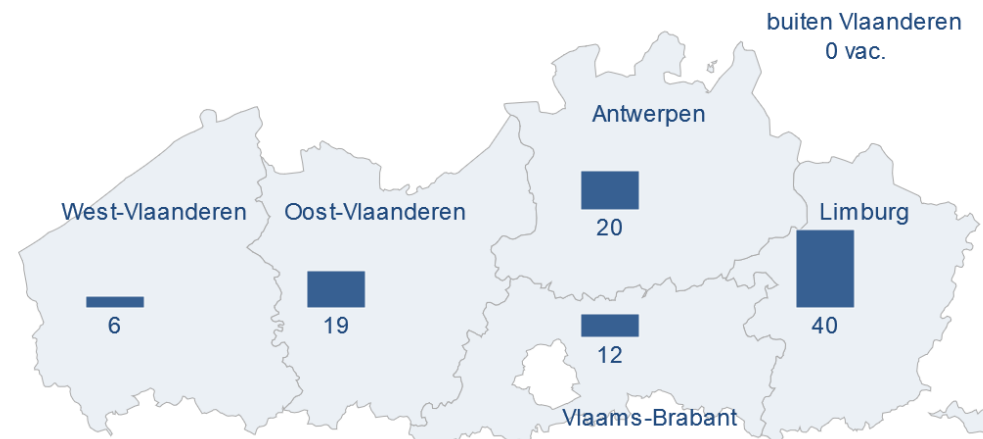 buiten Vlaanderen
0 vac.
Antwerpen
20
West-Vlaanderen
6
Oost-Vlaanderen
19
Limburg
40
12
Vlaams-Brabant